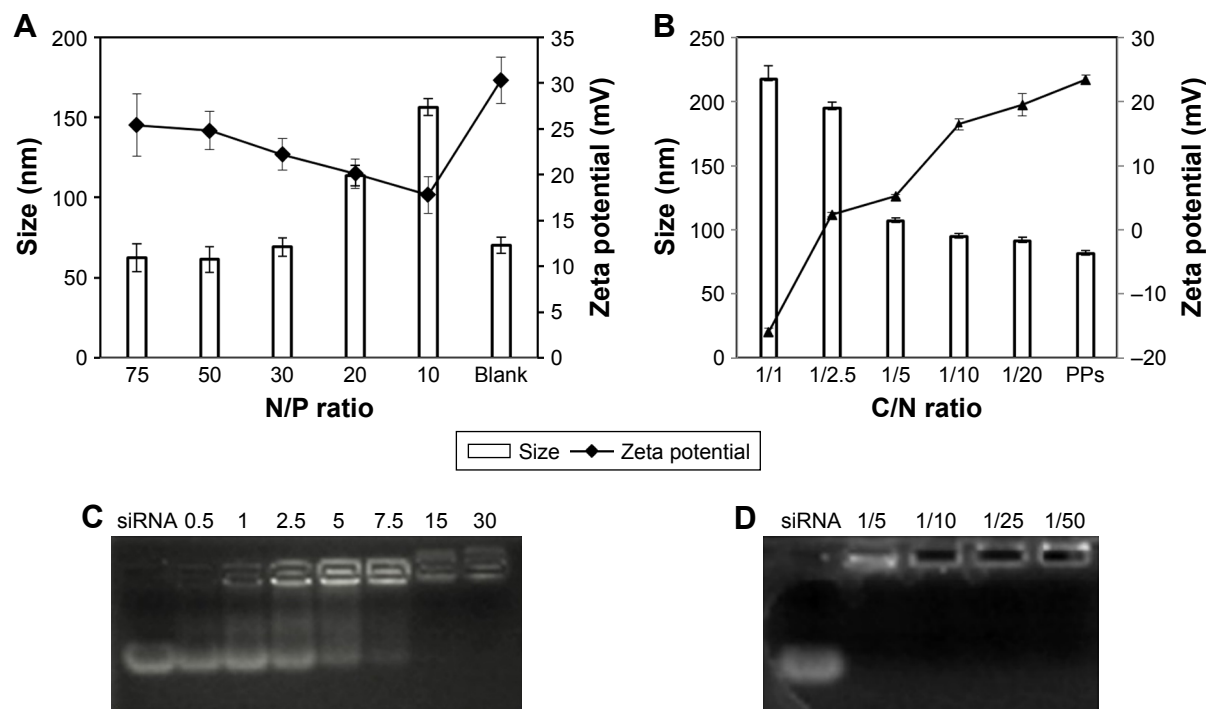 A
B
200
150
100
50
0
Size (nm)
35
30
25
20
15
10
5
0
Zeta potential (mV)
75 50 30 20 10 Blank
N/P ratio
250
200
150
100
50
0
Size (nm)
30
20
10
0
–10
–20
Zeta potential (mV)
1/1 1/2.5 1/5 1/10 1/20 PPs
C/N ratio
Size Zeta potential
C
siRNA 0.5 1 2.5 5 7.5 15 30
D
siRNA 1/5 1/10 1/25 1/50